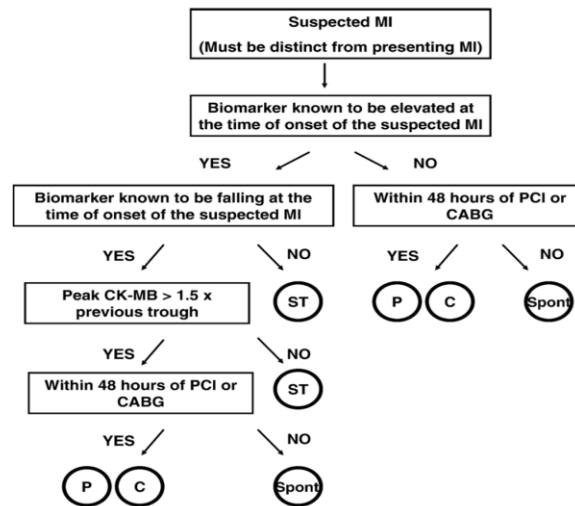 Suspected MI
(Must be distinct from presenting MI)
Biomarker known to be elevated at
the time of onset of the suspected MI
YES
NO
Biomarker known to be falling at the
time of onset of the suspected MI
Within 48 hours of PCI or
CABG
YES
NO
YES
NO
Peak CK-MB > 1.5 x
previous trough
ST
P
C
Spont
YES
NO
Within 48 hours of PCI or
CABG
ST
YES
NO
P
C
Spont